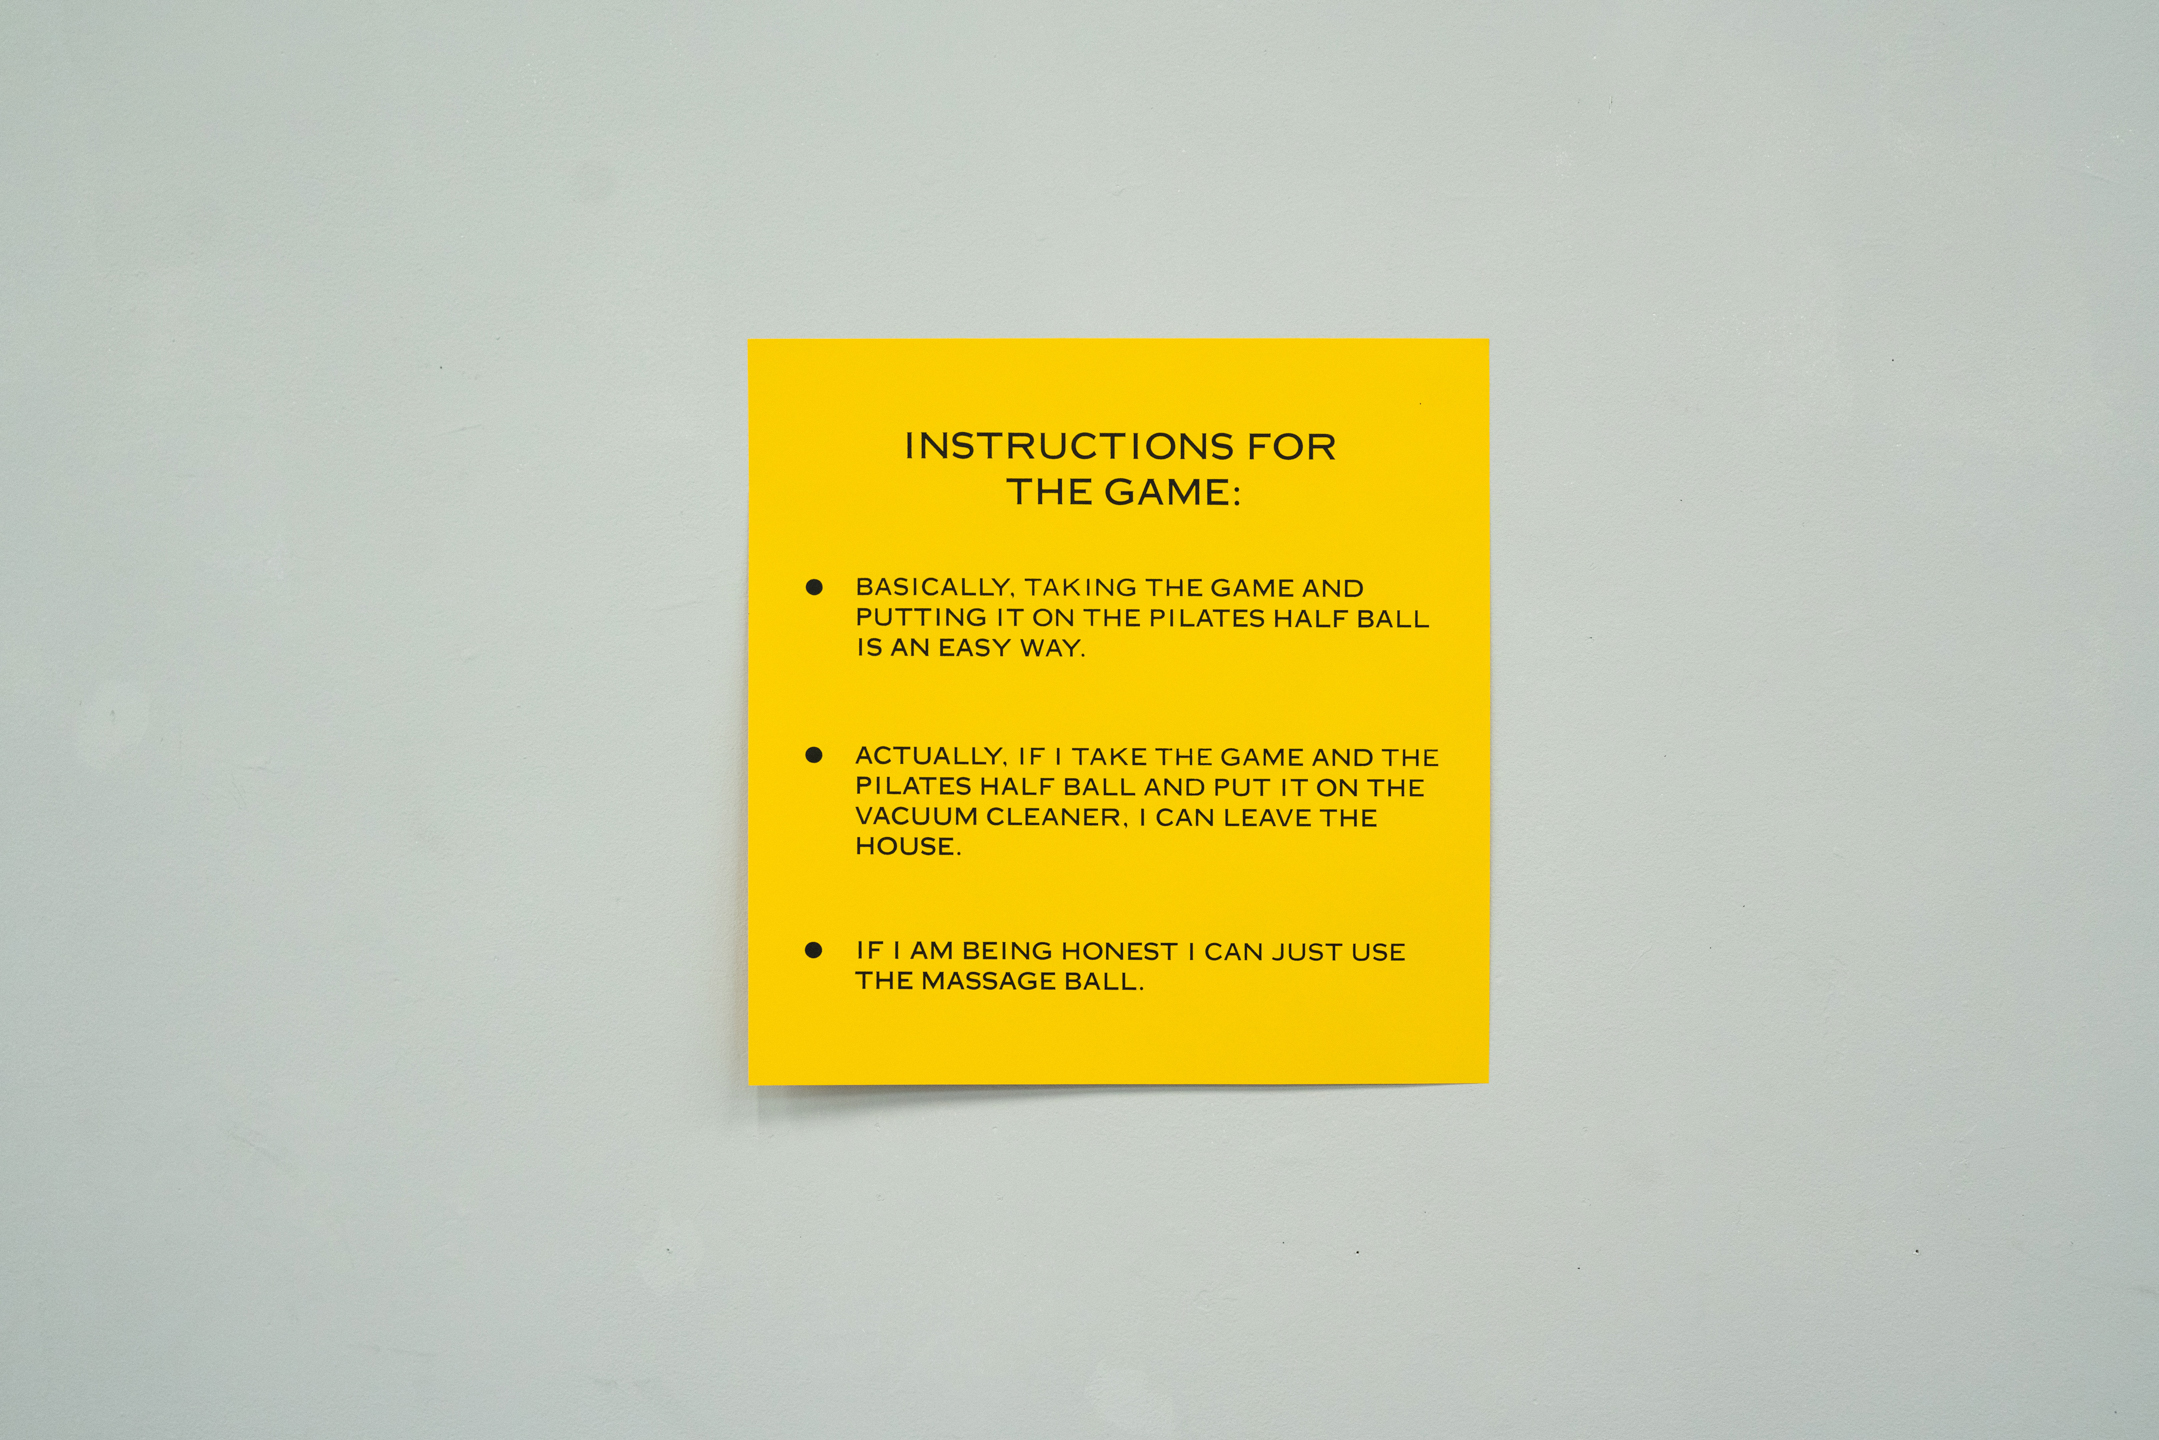 INSTRUCTIONS FOR
THE GAME:
● BASICALLY, TAKING THE GAME AND
PUTTING IT ON THE PILATES HALF BALL
IS AN EASY WAY.
● ACTUALLY, IF I TAKE THE GAME AND THE
PILATES HALF BALL AND PUT IT ON THE
VACUUM CLEANER, I CAN LEAVE THE
HOUSE.
● IF I AM BEING HONEST I CAN JUST USE
THE MASSAGE BALL.